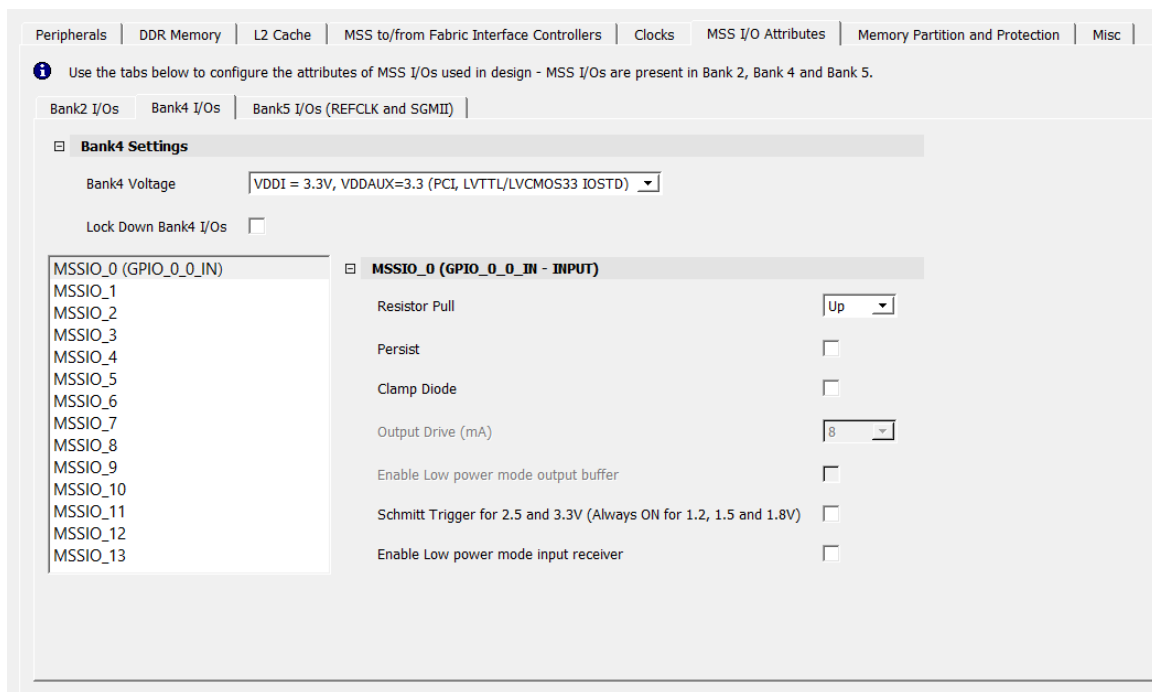 Peripherals DDR Memory L2 Cache MSS to/from Fabric Interface Controllers Clocks MSS I/O Attributes Memory Partition and Protection Misc
Use the tabs below to configure the attributes of MSS I/Os used in design - MSS I/Os are present in Bank 2, Bank 4 and Bank 5.
Bank2 I/Os Bank4 I/Os Bank5 I/Os (REFCLK and SGMII)
Bank4 Settings
Bank4 Voltage VDDI = 3.3V, VDDAUX=3.3 (PCI, LVTTL/LVCMOS33 IOSTD)
Lock Down Bank4 I/Os
MSSIO_0 (GPIO_0_0_IN)
MSSIO_1
MSSIO_2
MSSIO_3
MSSIO_4
MSSIO_5
MSSIO_6
MSSIO_7
MSSIO_8
MSSIO_9
MSSIO_10
MSSIO_11
MSSIO_12
MSSIO_13
MSSIO_0 (GPIO_0_0_IN - INPUT)
Resistor Pull Up
Persist
Clamp Diode
Output Drive (mA) 8
Enable Low power mode output buffer
Schmitt Trigger for 2.5 and 3.3V (Always ON for 1.2, 1.5 and 1.8V)
Enable Low power mode input receiver